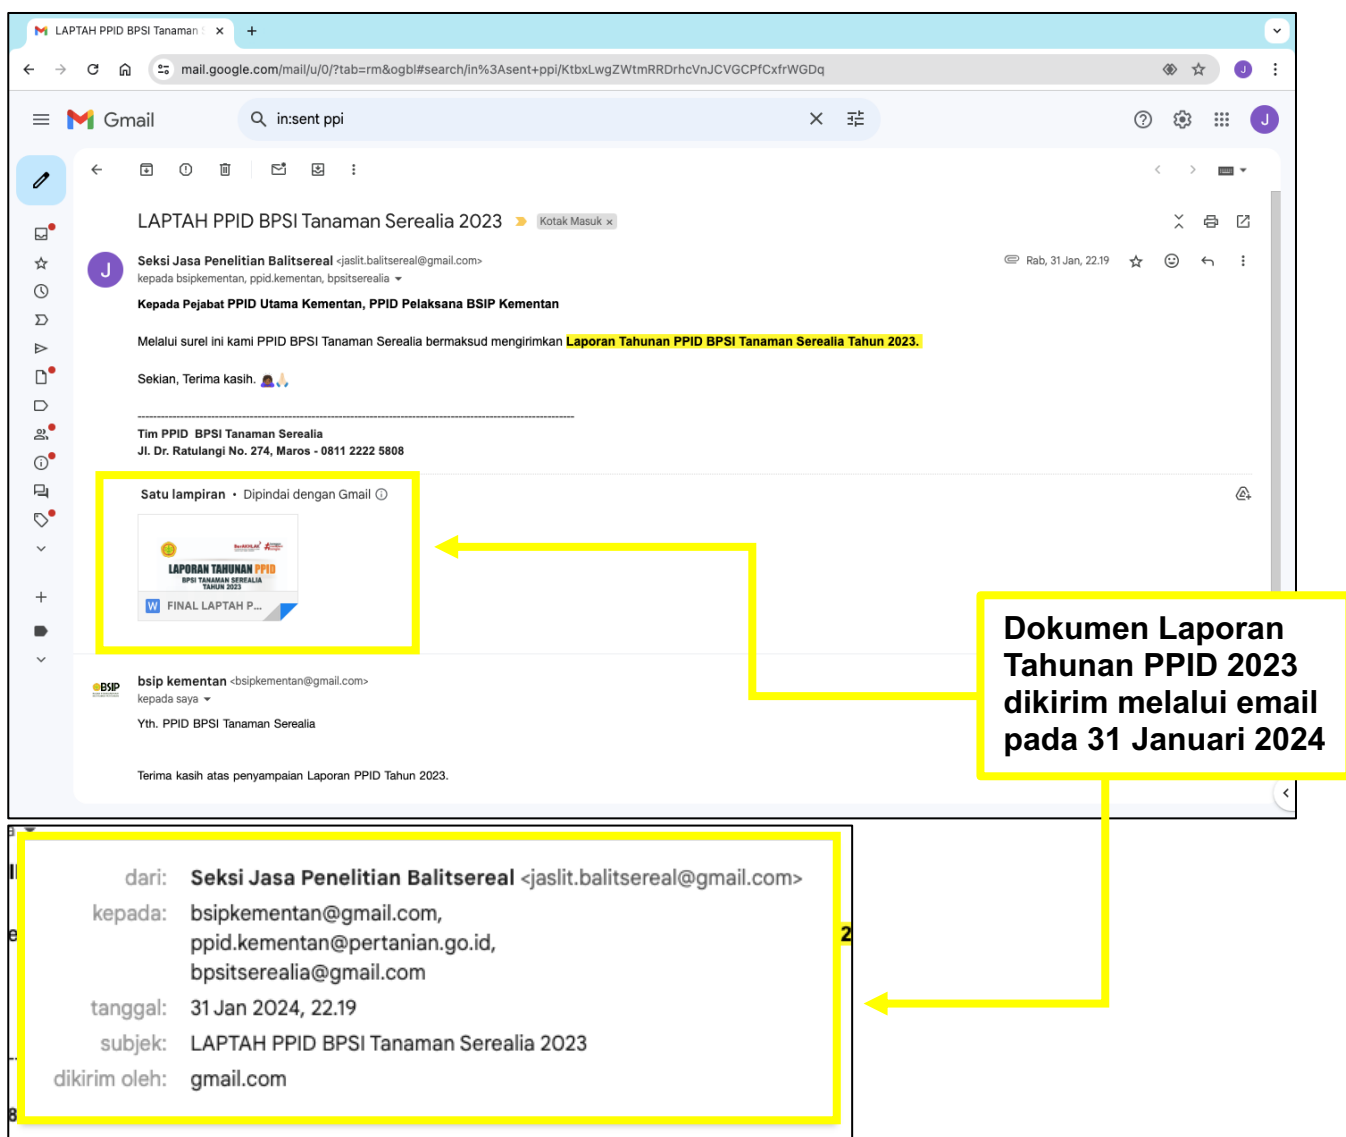 LAPTAH PPID BPSI Tanaman S
mail.google.com/mail/u/0/?tab=rm&ogbl#search/in%3Asent+ppi/KtbxLwgZWtmRRDrhcVnJCVGCPfCxfrWGDq
J
Gmail
in:sent ppi
J
LAPTAH PPID BPSI Tanaman Serealia 2023
Kotak Masuk ×
J
Seksi Jasa Penelitian Balitsereal <jaslit.balitsereal@gmail.com>
Rab, 31 Jan, 22.19
kepada bsipkementan, ppid.kementan, bpsitserealia
Kepada Pejabat PPID Utama Kementan, PPID Pelaksana BSIP Kementan
Melalui surel ini kami PPID BPSI Tanaman Serealia bermaksud mengirimkan Laporan Tahunan PPID BPSI Tanaman Serealia Tahun 2023.
Sekian, Terima kasih.
Tim PPID BPSI Tanaman Serealia
Jl. Dr. Ratulangi No. 274, Maros - 0811 2222 5808
Satu lampiran • Dipindai dengan Gmail
BerAKHLAK
LAPORAN TAHUNAN PPID
BPSI TANAMAN SEREALIA
TAHUN 2023
W FINAL LAPTAH P...
Dokumen Laporan
Tahunan PPID 2023
dikirim melalui email
pada 31 Januari 2024
BSIP
bsip kementan <bsipkementan@gmail.com>
kepada saya
Yth. PPID BPSI Tanaman Serealia
Terima kasih atas penyampaian Laporan PPID Tahun 2023.
dari: Seksi Jasa Penelitian Balitsereal <jaslit.balitsereal@gmail.com>
kepada: bsipkementan@gmail.com,
ppid.kementan@pertanian.go.id,
bpsitserealia@gmail.com
2
tanggal: 31 Jan 2024, 22.19
subjek: LAPTAH PPID BPSI Tanaman Serealia 2023
dikirim oleh: gmail.com
8